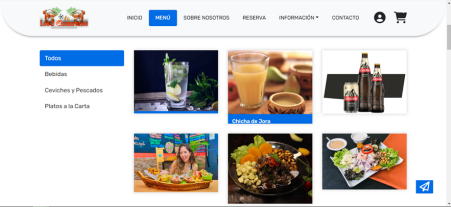 INICIO
MENÚ
SOBRE NOSOTROS
RESERVA
INFORMACIÓN
CONTACTO
Todos
Bebidas
Ceviches y Pescados
Platos a la Carta
Chicha de Jora